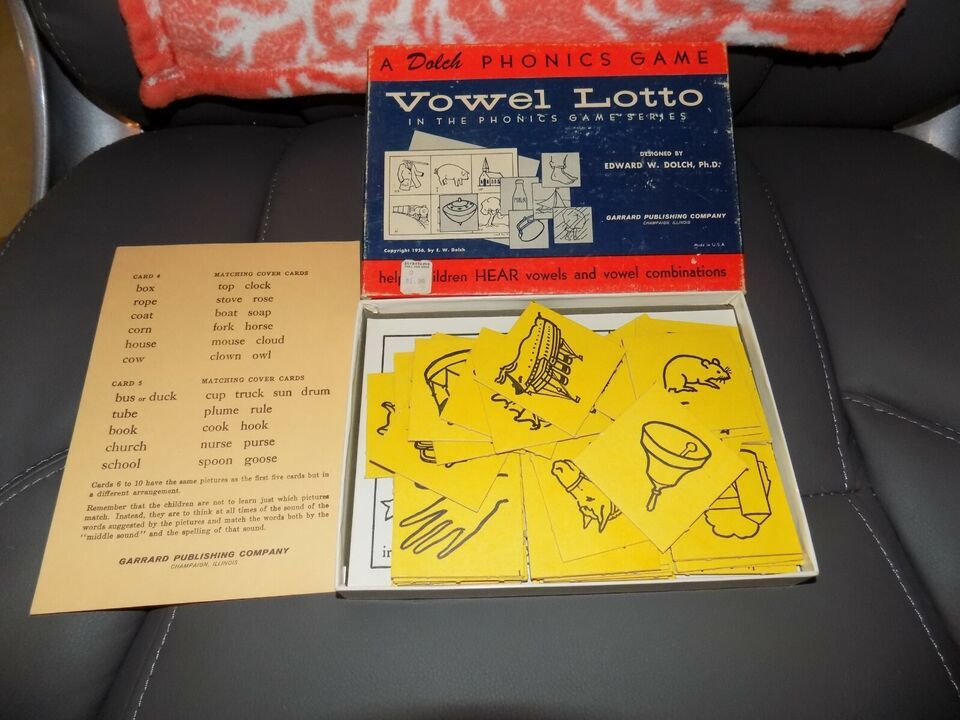 A Dolch PHONICS GAME
Vowel Lotto
IN THE PHONICS GAME SERIES
DESIGNED BY
EDWARD W. DOLCH, Ph.D.
MILK
GARRARD PUBLISHING COMPANY
CHAMPAIGN, ILLINOIS
Copyright 1956, by E. W. Dolch
Made in U.S.A.
children HEAR vowels and vowel combinations
CARD 4 MATCHING COVER CARDS
box top clock
rope stove rose
coat boat soap
corn fork horse
house mouse cloud
cow clown owl
CARD 5 MATCHING COVER CARDS
bus or duck cup truck sun drum
tube plume rule
book cook hook
church nurse purse
school spoon goose
Cards 6 to 10 have the same pictures as the first five cards but in
a different arrangement.
Remember that the children are not to learn just which pictures
match. Instead, they are to think at all times of the sound of the
words suggested by the pictures and match the words both by the
"middle sound" and the spelling of that sound.
GARRARD PUBLISHING COMPANY
CHAMPAIGN, ILLINOIS